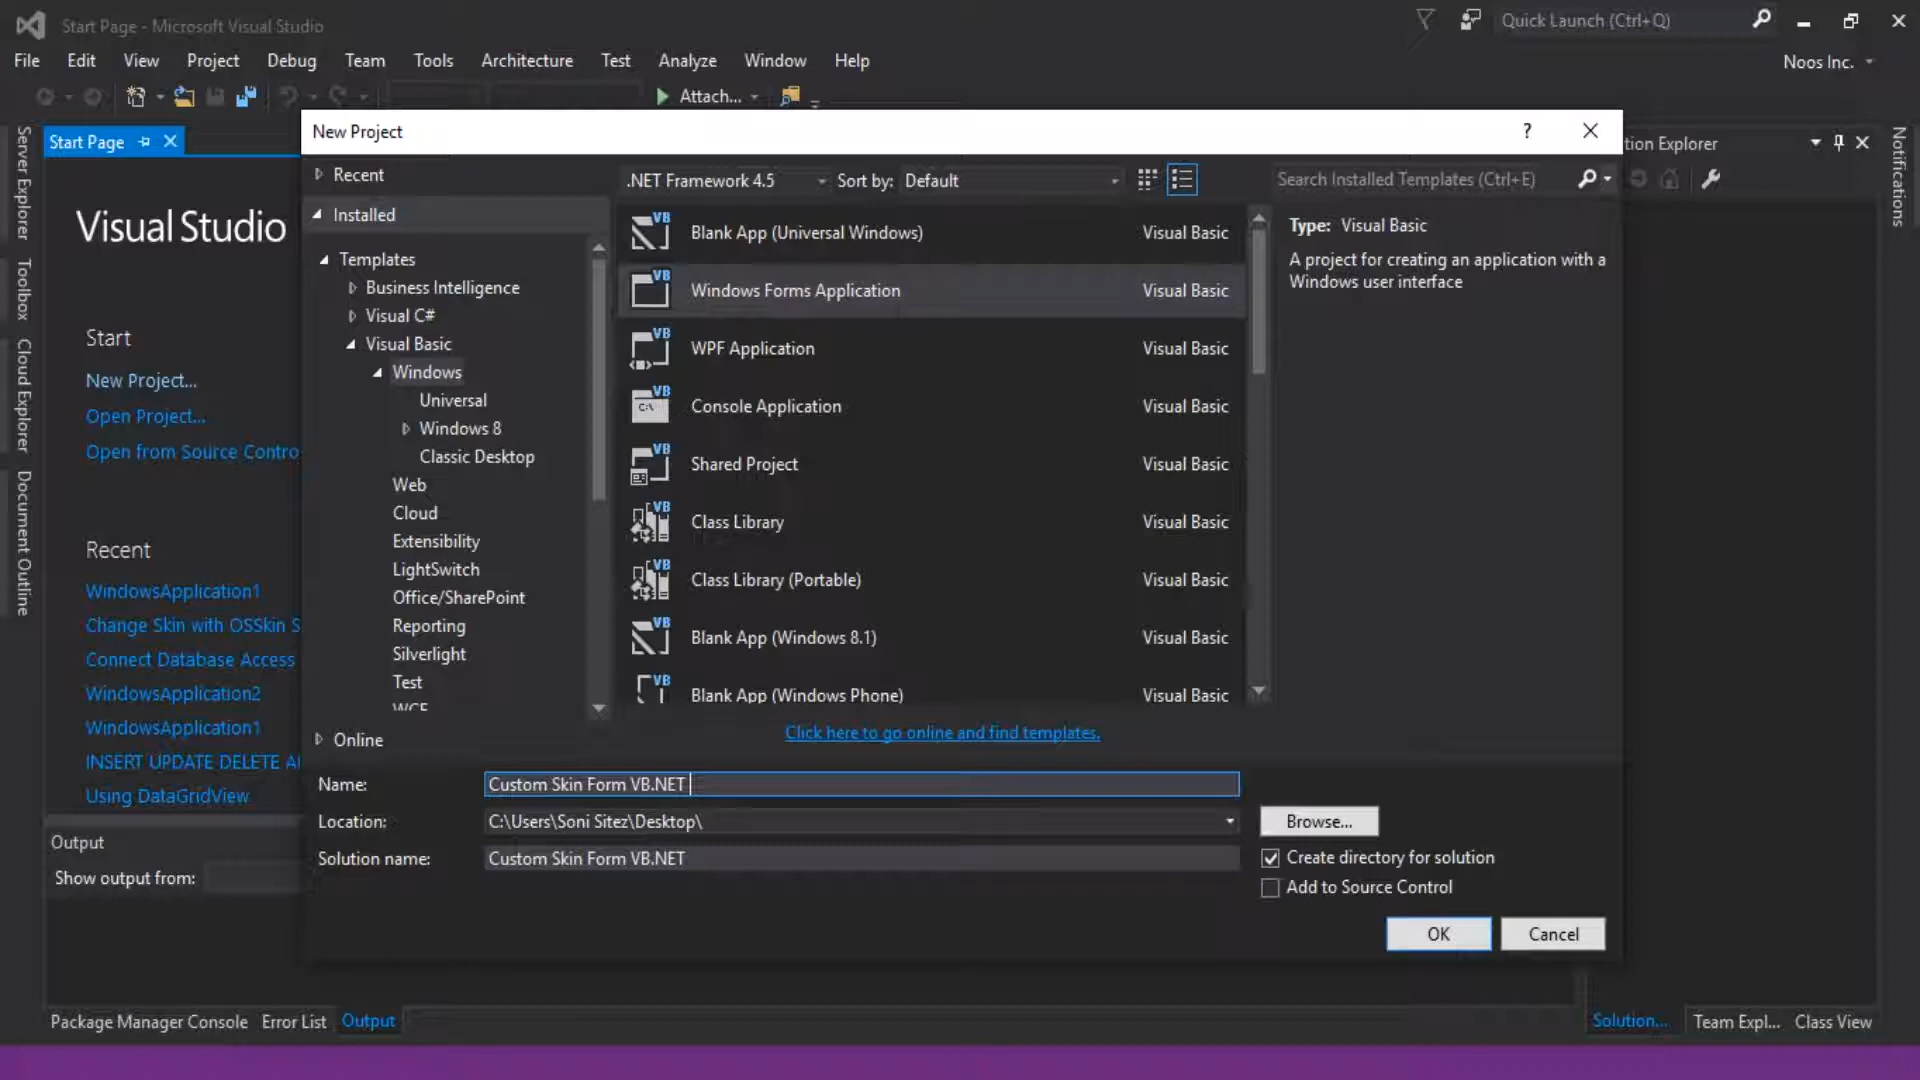 Start Page - Microsoft Visual Studio
Quick Launch (Ctrl+Q)
File Edit View Project Debug Team Tools Architecture Test Analyze Window Help
Noos Inc.
Attach...
Server Explorer
Toolbox
Cloud Explorer
Document Outline
Start Page
Visual Studio
Start
New Project...
Open Project...
Open from Source Contro
Recent
WindowsApplication1
Change Skin with OSSkin S
Connect Database Access
WindowsApplication2
WindowsApplication1
INSERT UPDATE DELETE
Using DataGridView
Output
Show output from:
New Project
?
Recent
Installed
Templates
Business Intelligence
Visual C#
Visual Basic
Windows
Universal
Windows 8
Classic Desktop
Web
Cloud
Extensibility
LightSwitch
Office/SharePoint
Reporting
Silverlight
Test
WCF
Online
.NET Framework 4.5
Sort by: Default
Search Installed Templates (Ctrl+E)
VB Blank App (Universal Windows) Visual Basic
VB Windows Forms Application Visual Basic
VB WPF Application Visual Basic
VB Console Application Visual Basic
VB Shared Project Visual Basic
VB Class Library Visual Basic
VB Class Library (Portable) Visual Basic
VB Blank App (Windows 8.1) Visual Basic
VB Blank App (Windows Phone) Visual Basic
Click here to go online and find templates.
Type: Visual Basic
A project for creating an application with a
Windows user interface
Name: Custom Skin Form VB.NET
Location: C:\Users\Soni Sitez\Desktop\
Browse...
Solution name: Custom Skin Form VB.NET
Create directory for solution
Add to Source Control
OK Cancel
tion Explorer
Notifications
Package Manager Console Error List Output
Solution... Team Expl... Class View